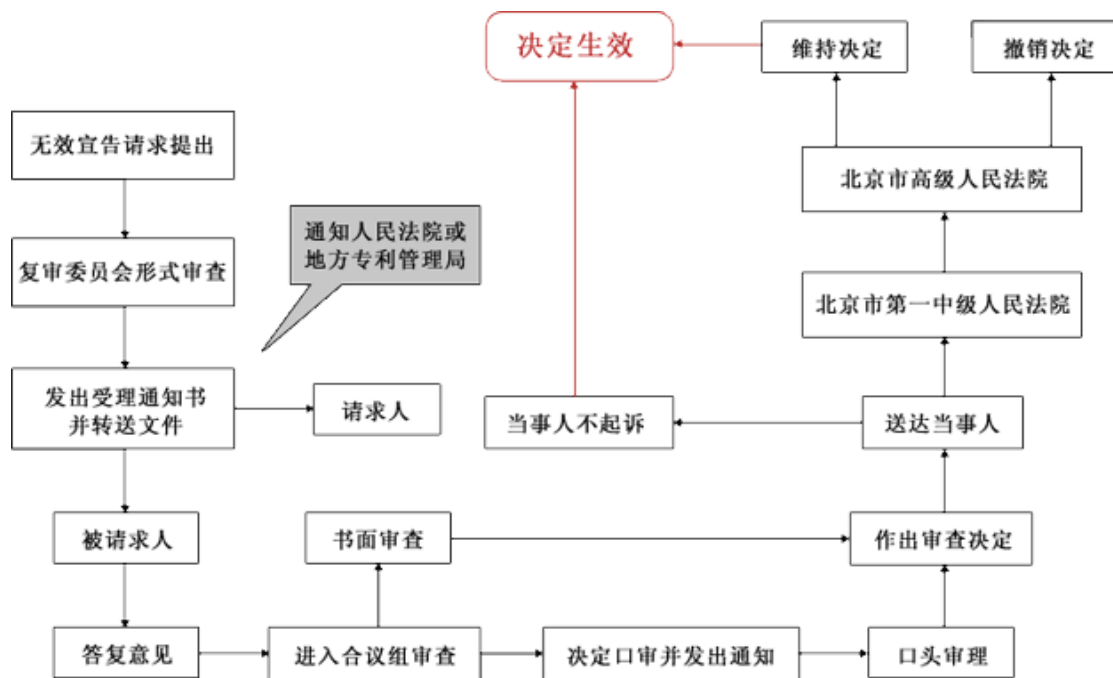 决定生效
维持决定
撤销决定
无效宣告请求提出
北京市高级人民法院
通知人民法院或
地方专利管理局
复审委员会形式审查
北京市第一中级人民法院
发出受理通知书
并转送文件
请求人
当事人不起诉
送达当事人
被请求人
书面审查
作出审查决定
答复意见
进入合议组审查
决定口审并发出通知
口头审理